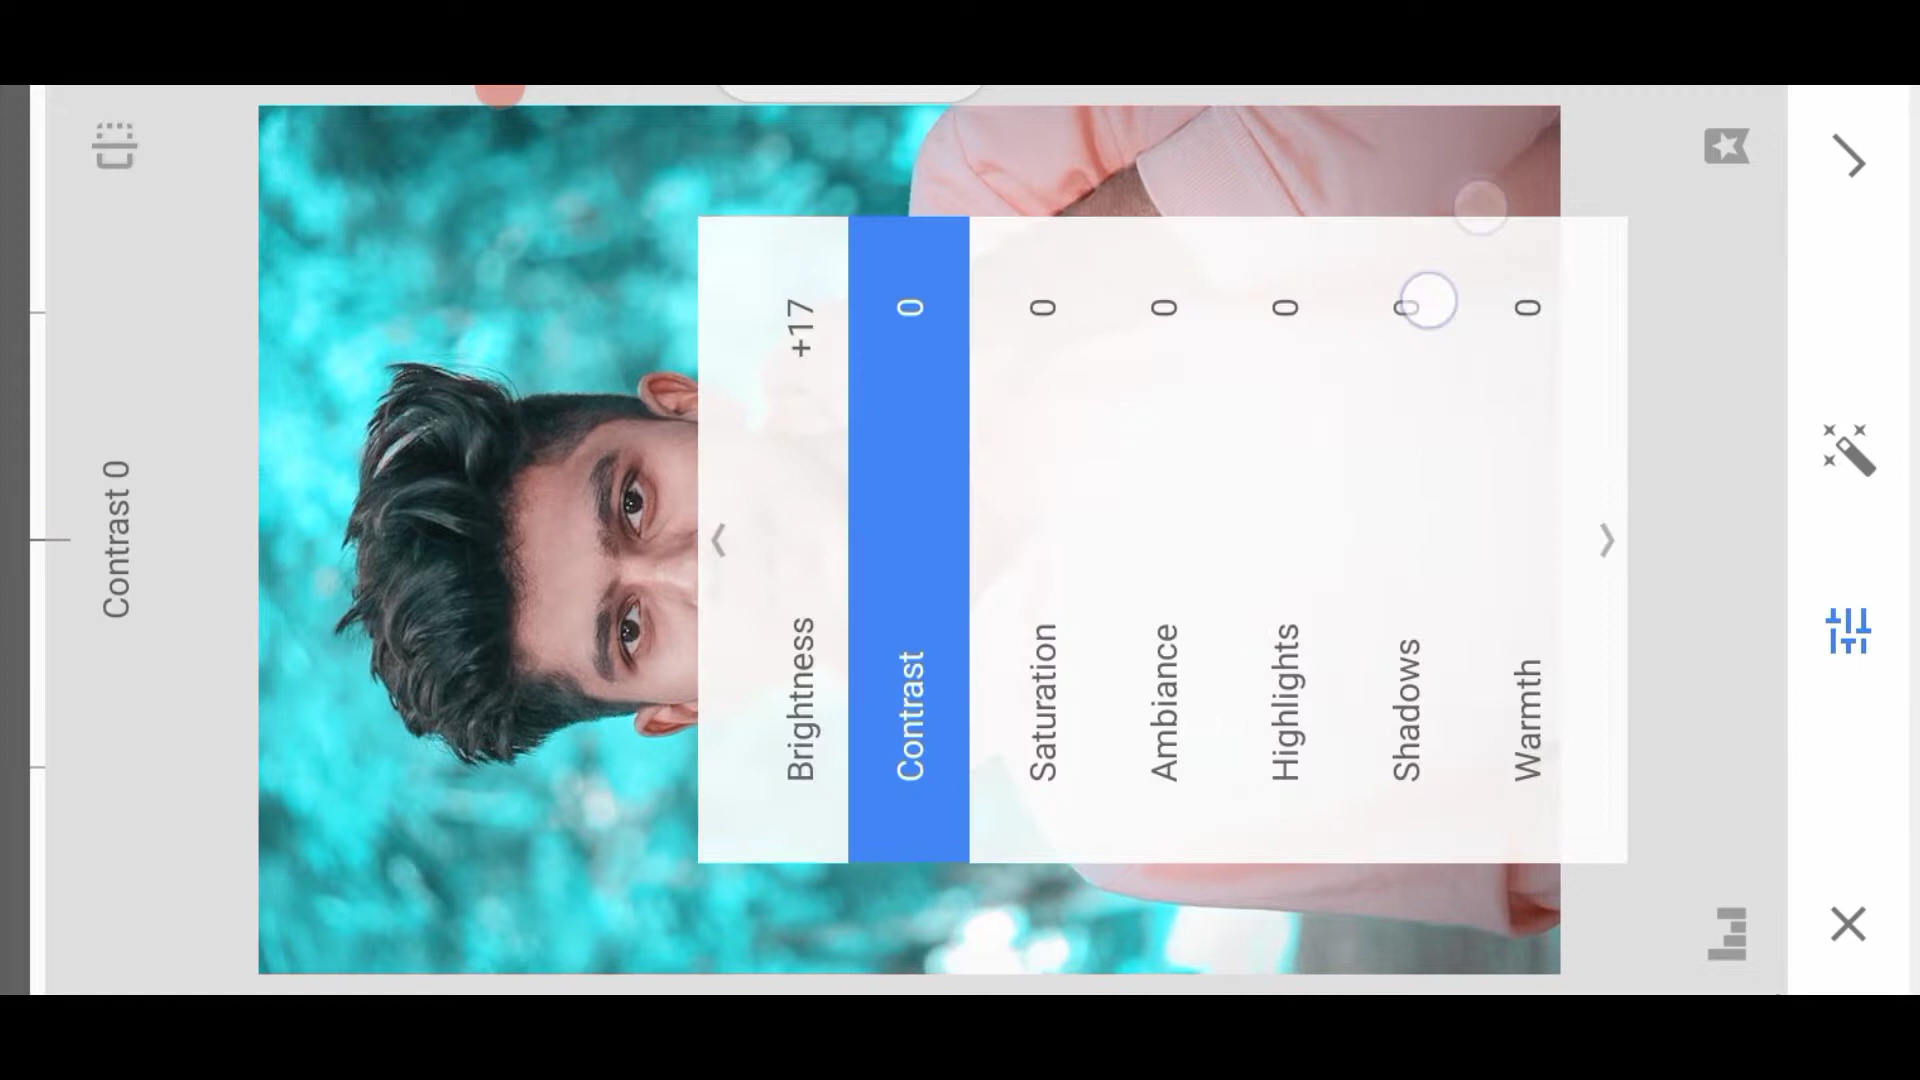 Contrast 0
Brightness +17
Contrast 0
Saturation 0
Ambiance 0
Highlights 0
Shadows 0
Warmth 0